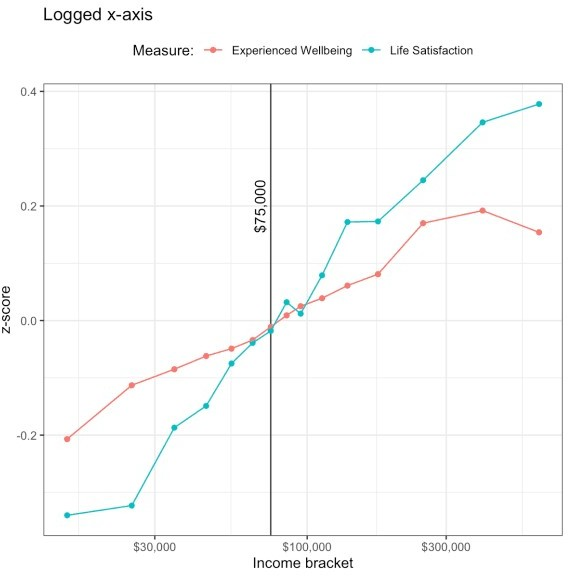 Logged x-axis
Measure: Experienced Wellbeing Life Satisfaction
0.4
0.2
0.0
-0.2
z-score
$75,000
$30,000 $100,000 $300,000
Income bracket